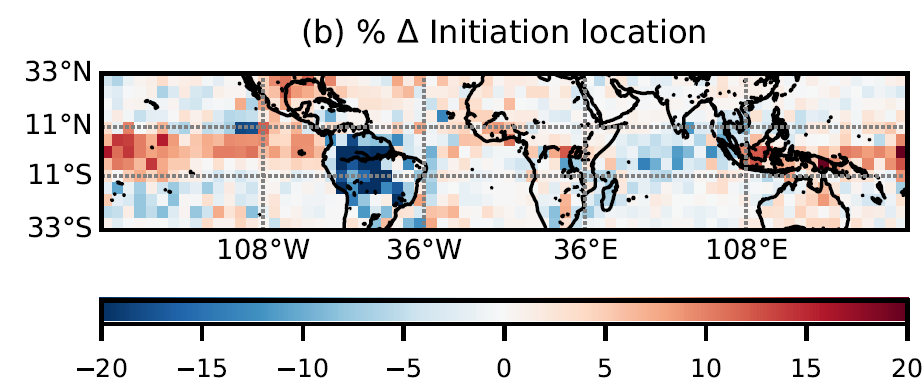 (b) % Δ Initiation location
33°N
11°N
11°S
33°S
108°W 36°W 36°E 108°E
−20 −15 −10 −5 0 5 10 15 20